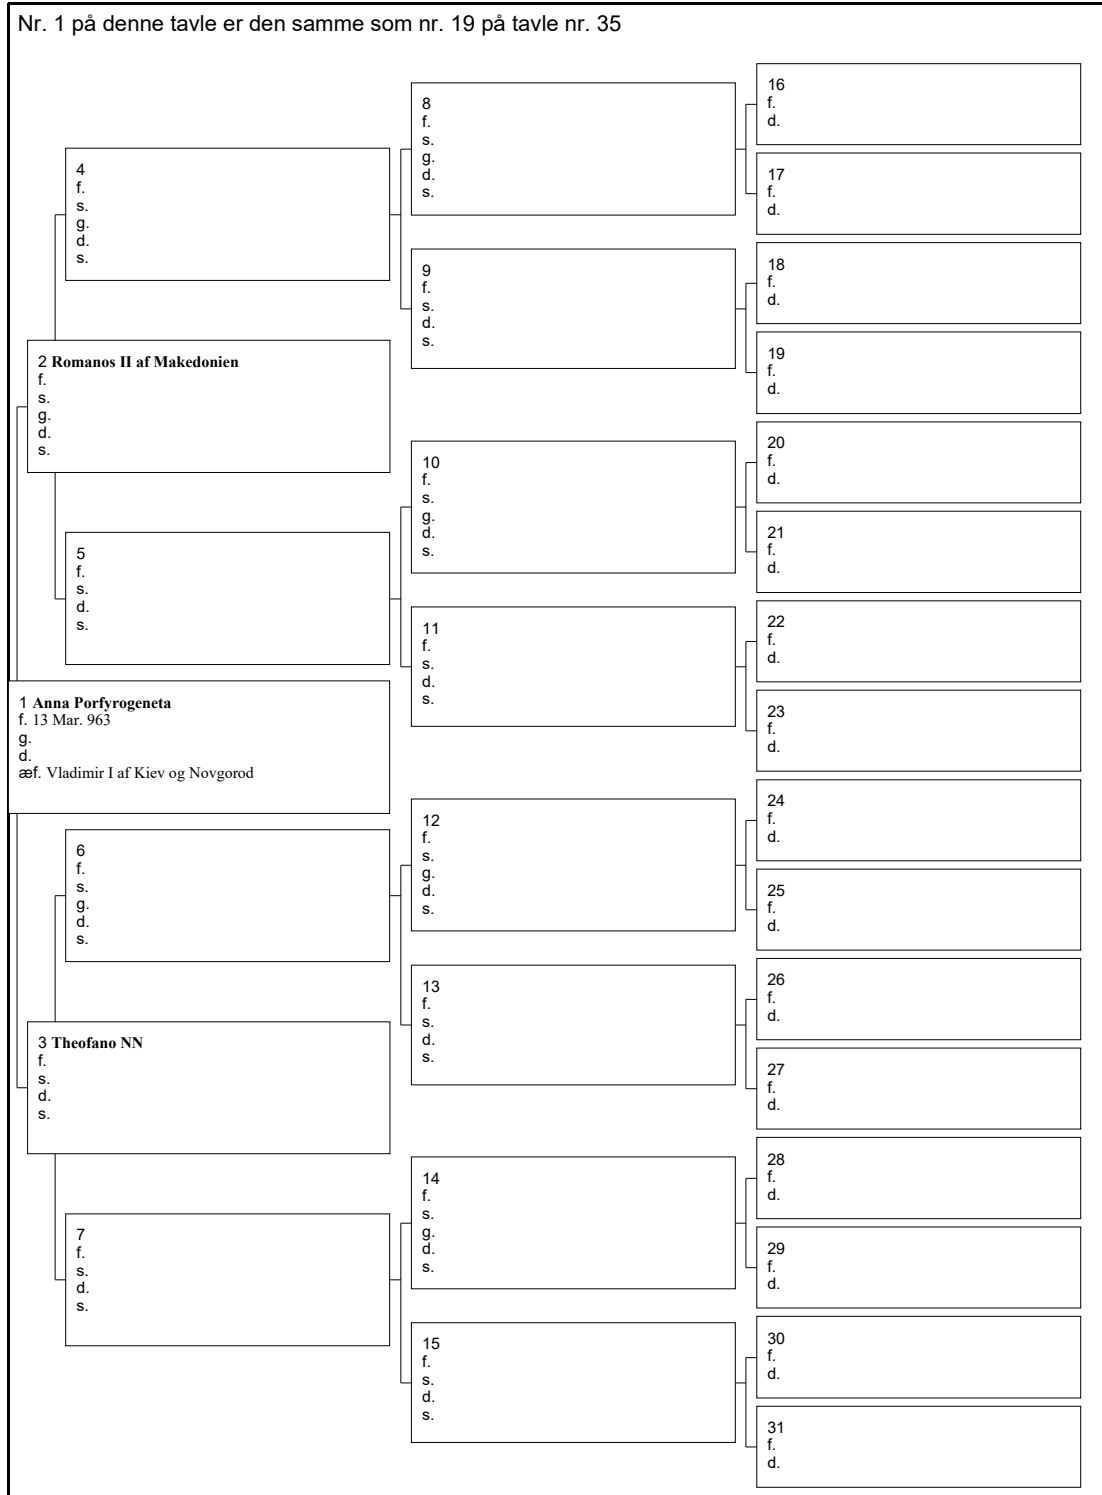 Nr. 1 på denne tavle er den samme som nr. 19 på tavle nr. 35
16
f.
d.
8
f.
s.
g.
d.
s.
17
f.
d.
4
f.
s.
g.
d.
s.
18
f.
d.
9
f.
s.
d.
s.
19
f.
d.
2 Romanos II af Makedonien
f.
s.
g.
d.
s.
20
f.
d.
10
f.
s.
g.
d.
s.
21
f.
d.
5
f.
s.
d.
s.
22
f.
d.
11
f.
s.
d.
s.
23
f.
d.
1 Anna Porfyrogeneta
f. 13 Mar. 963
g.
d.
æf. Vladimir I af Kiev og Novgorod
24
f.
d.
12
f.
s.
g.
d.
s.
25
f.
d.
6
f.
s.
g.
d.
s.
26
f.
d.
13
f.
s.
d.
s.
27
f.
d.
3 Theofano NN
f.
s.
d.
s.
28
f.
d.
14
f.
s.
g.
d.
s.
29
f.
d.
7
f.
s.
d.
s.
30
f.
d.
15
f.
s.
d.
s.
31
f.
d.